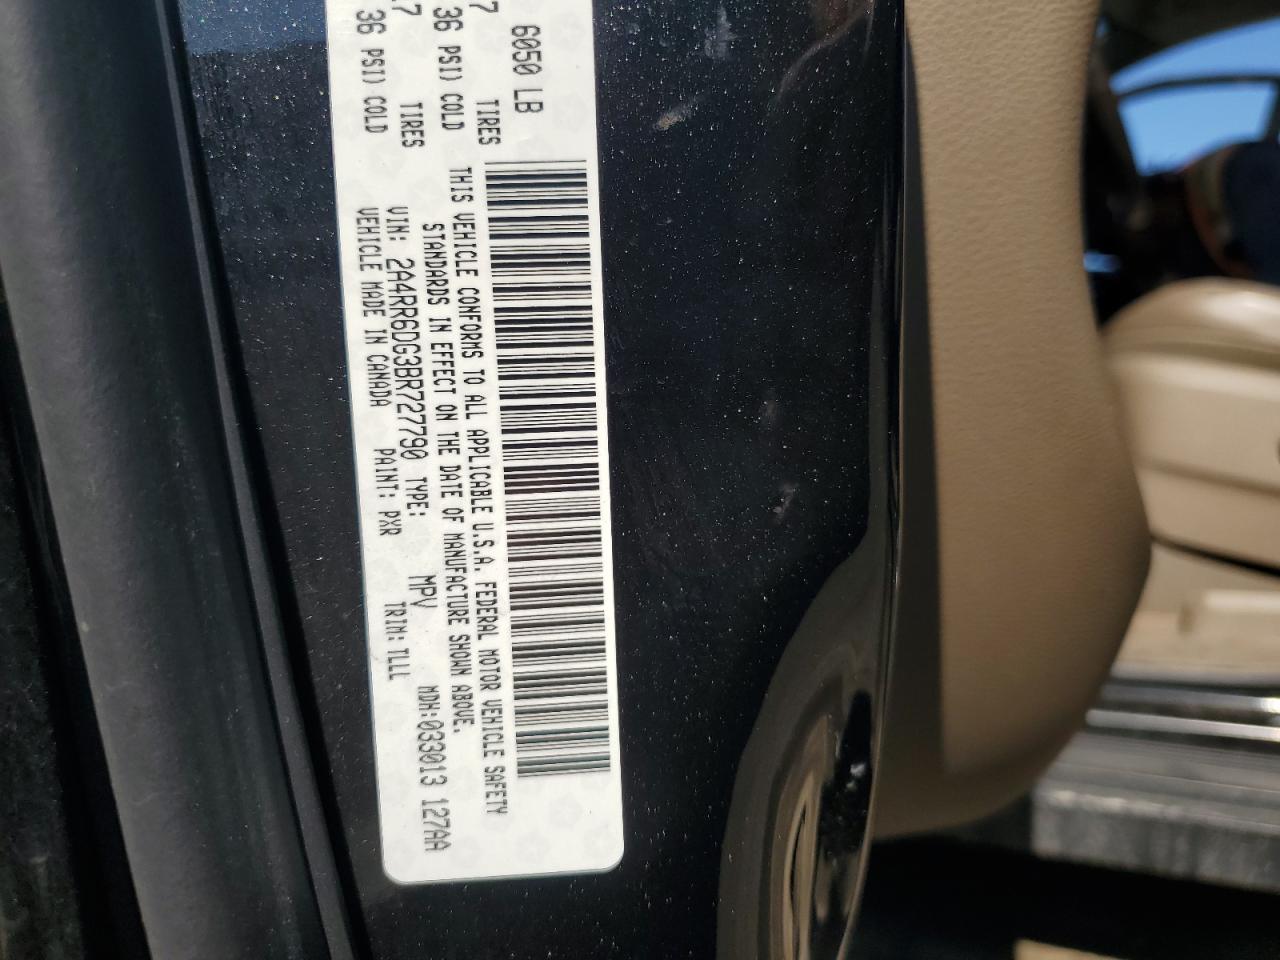 6050 LB
7 TIRES
36 PSI) COLD
.7 TIRES
36 PSI) COLD
THIS VEHICLE CONFORMS TO ALL APPLICABLE U.S.A. FEDERAL MOTOR VEHICLE SAFETY
STANDARDS IN EFFECT ON THE DATE OF MANUFACTURE SHOWN ABOVE.
VIN: 2A4RR6DG3BR727790 TYPE: MPV MDH:033013 127AA
VEHICLE MADE IN CANADA PAINT: PXR TRIM: TLLL